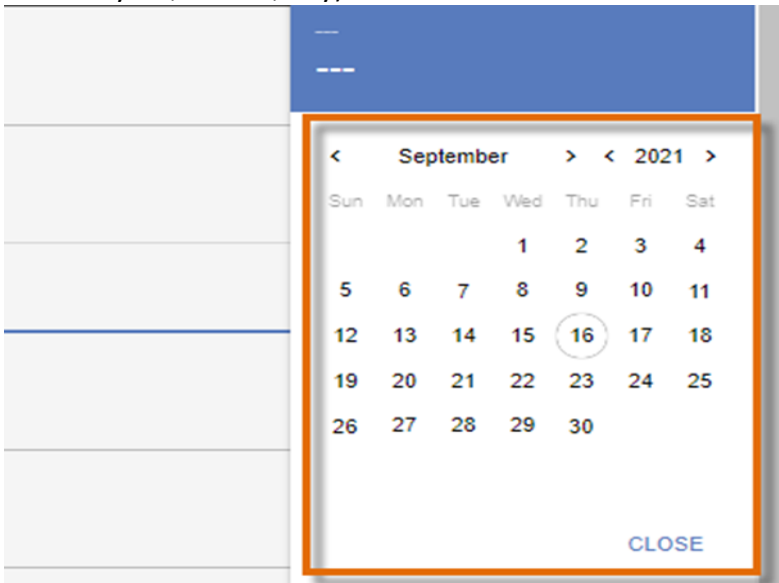 ---
---
< September > < 2021 >
Sun Mon Tue Wed Thu Fri Sat
1 2 3 4
5 6 7 8 9 10 11
12 13 14 15 16 17 18
19 20 21 22 23 24 25
26 27 28 29 30
CLOSE